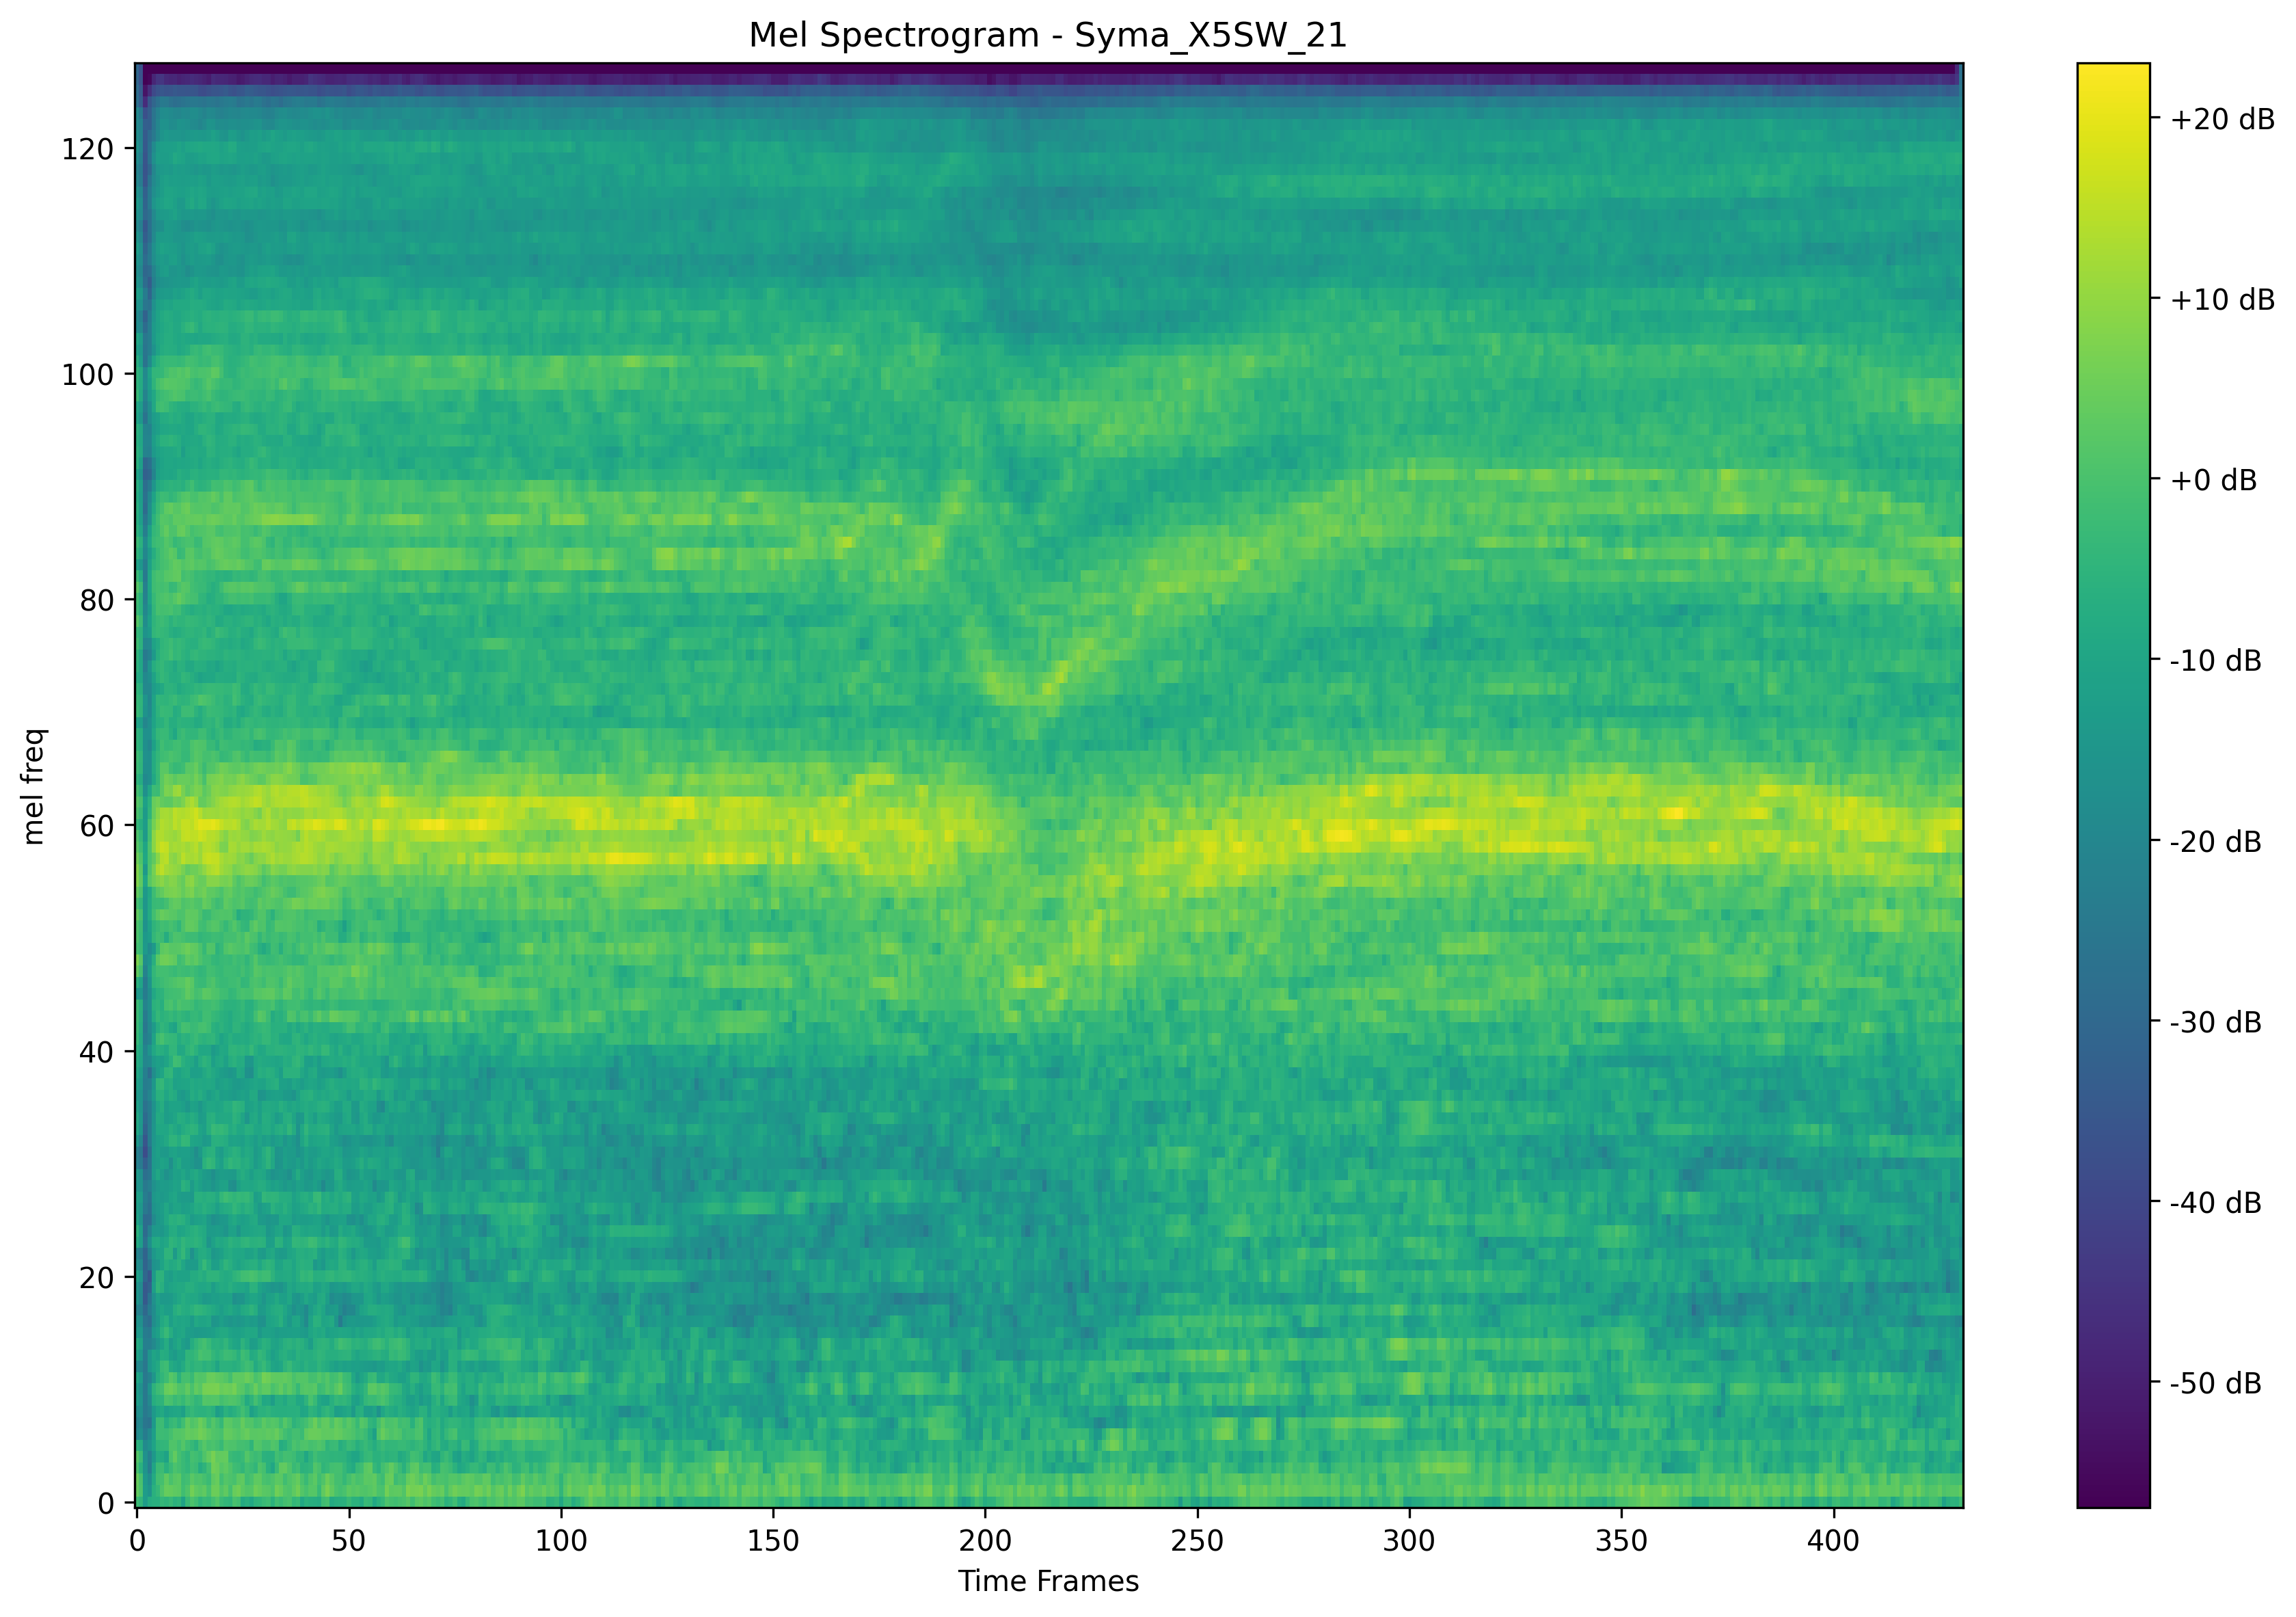 Mel Spectrogram - Syma_X5SW_21
mel freq
120
100
80
60
40
20
0
0 50 100 150 200 250 300 350 400
Time Frames
+20 dB
+10 dB
+0 dB
-10 dB
-20 dB
-30 dB
-40 dB
-50 dB